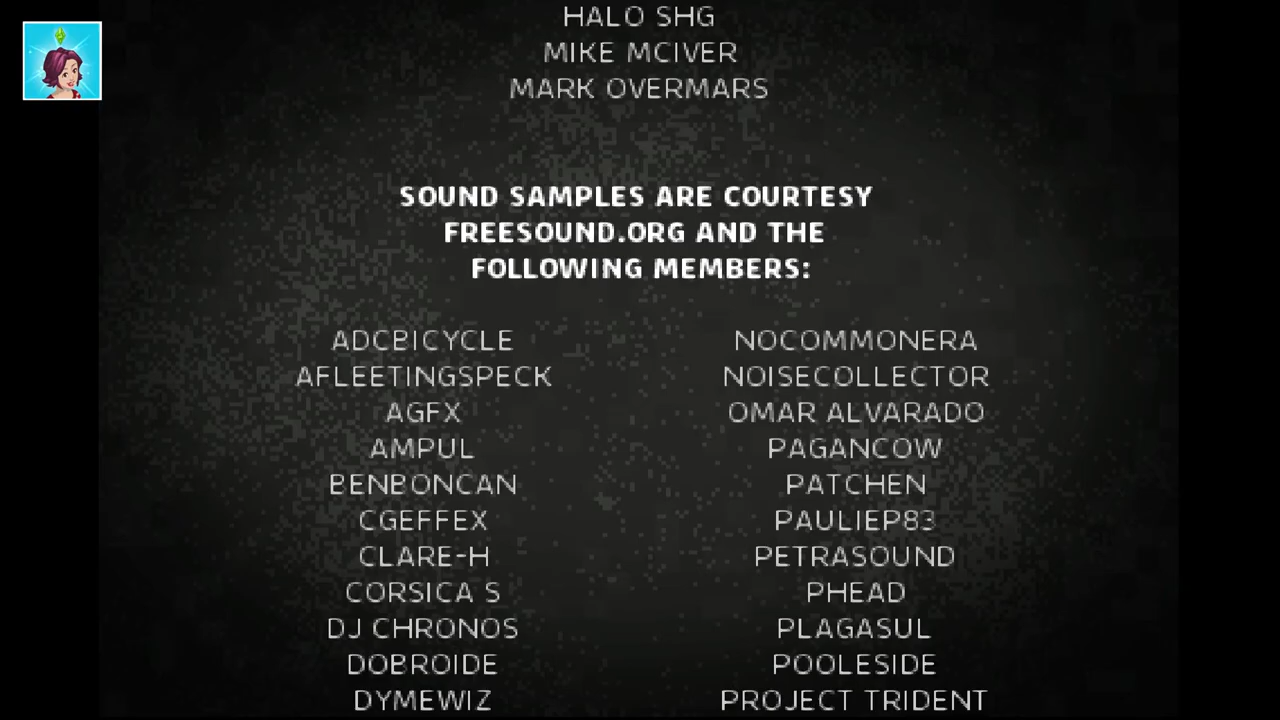 HALO SHG
MIKE MCIVER
MARK OVERMARS
SOUND SAMPLES ARE COURTESY
FREESOUND.ORG AND THE
FOLLOWING MEMBERS:
ADCBICYCLE
AFLEETINGSPECK
AGFX
AMPUL
BENBONCAN
CGEFFEX
CLARE-H
CORSICA S
DJ CHRONOS
DOBROIDE
DYMEWIZ
NOCOMMONERA
NOISECOLLECTOR
OMAR ALVARADO
PAGANCOW
PATCHEN
PAULIEP83
PETRASOUND
PHEAD
PLAGASUL
POOLESIDE
PROJECT TRIDENT